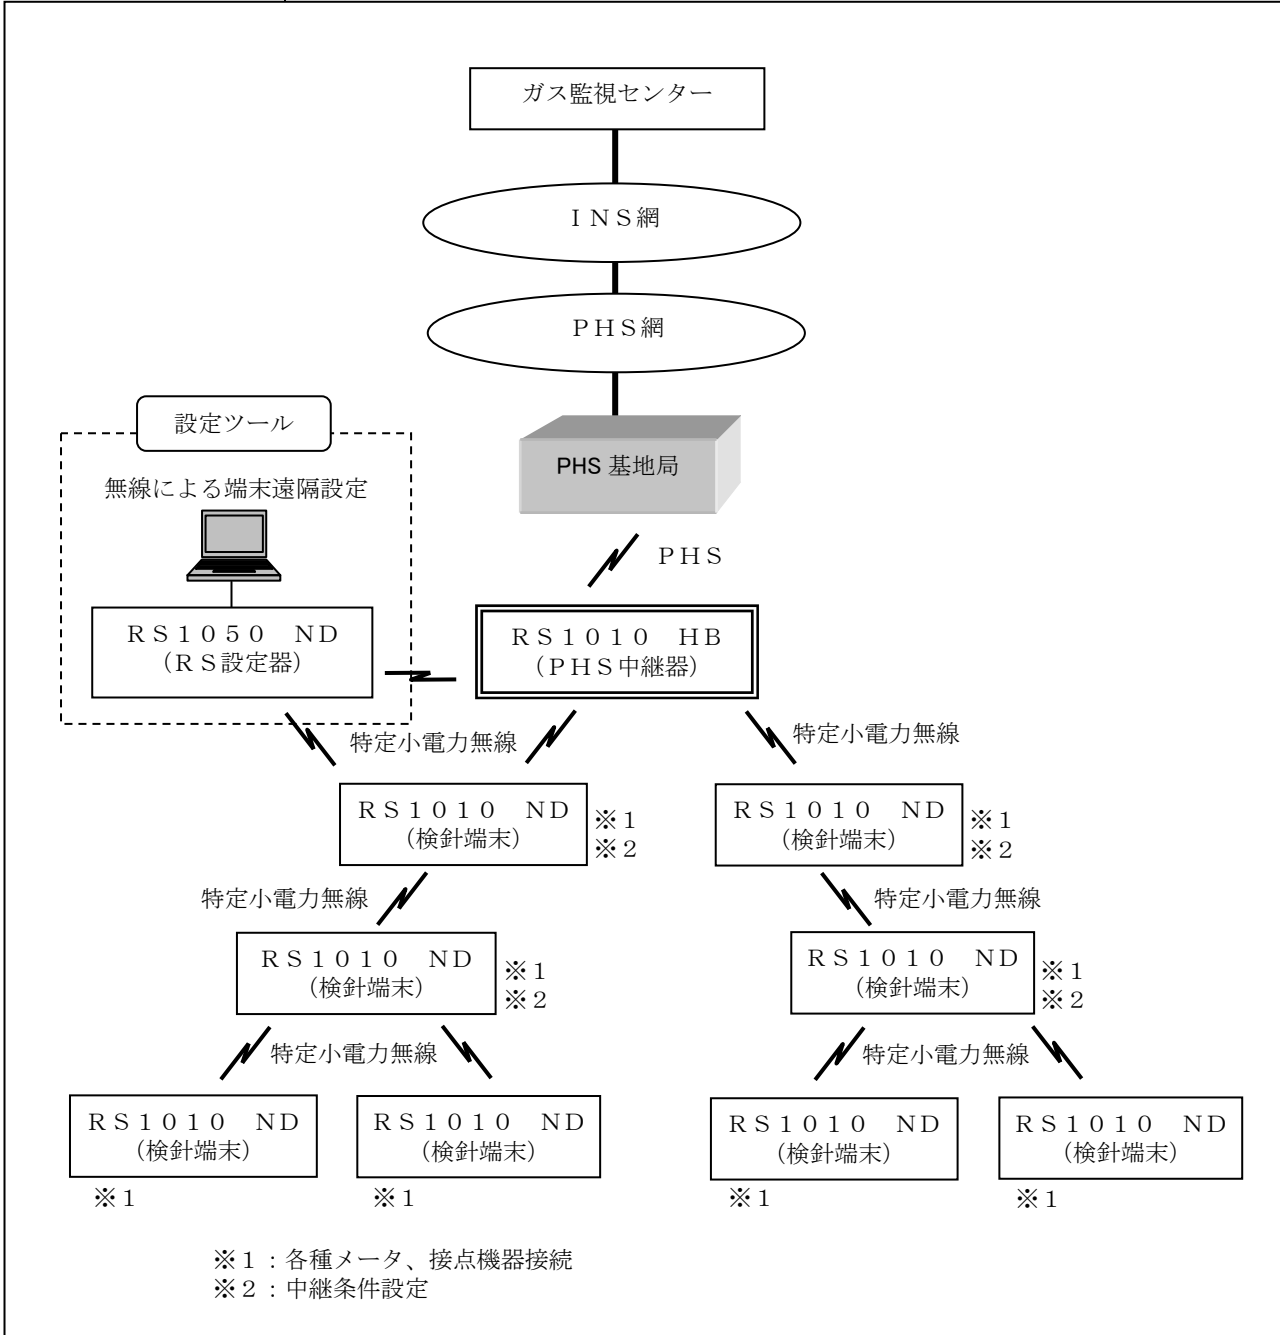 ガス監視センター
ＩＮＳ網
ＰＨＳ網
設定ツール
PHS 基地局
無線による端末遠隔設定
ＰＨＳ
ＲＳ１０５０　ＮＤ
（ＲＳ設定器）
ＲＳ１０１０　ＨＢ
（ＰＨＳ中継器）
特定小電力無線
特定小電力無線
ＲＳ１０１０　ＮＤ
（検針端末）
※１
※２
ＲＳ１０１０　ＮＤ
（検針端末）
※１
※２
特定小電力無線
特定小電力無線
ＲＳ１０１０　ＮＤ
（検針端末）
※１
※２
ＲＳ１０１０　ＮＤ
（検針端末）
※１
※２
特定小電力無線
特定小電力無線
ＲＳ１０１０　ＮＤ
（検針端末）
※１
ＲＳ１０１０　ＮＤ
（検針端末）
※１
ＲＳ１０１０　ＮＤ
（検針端末）
※１
ＲＳ１０１０　ＮＤ
（検針端末）
※１
※１：各種メータ、接点機器接続
※２：中継条件設定